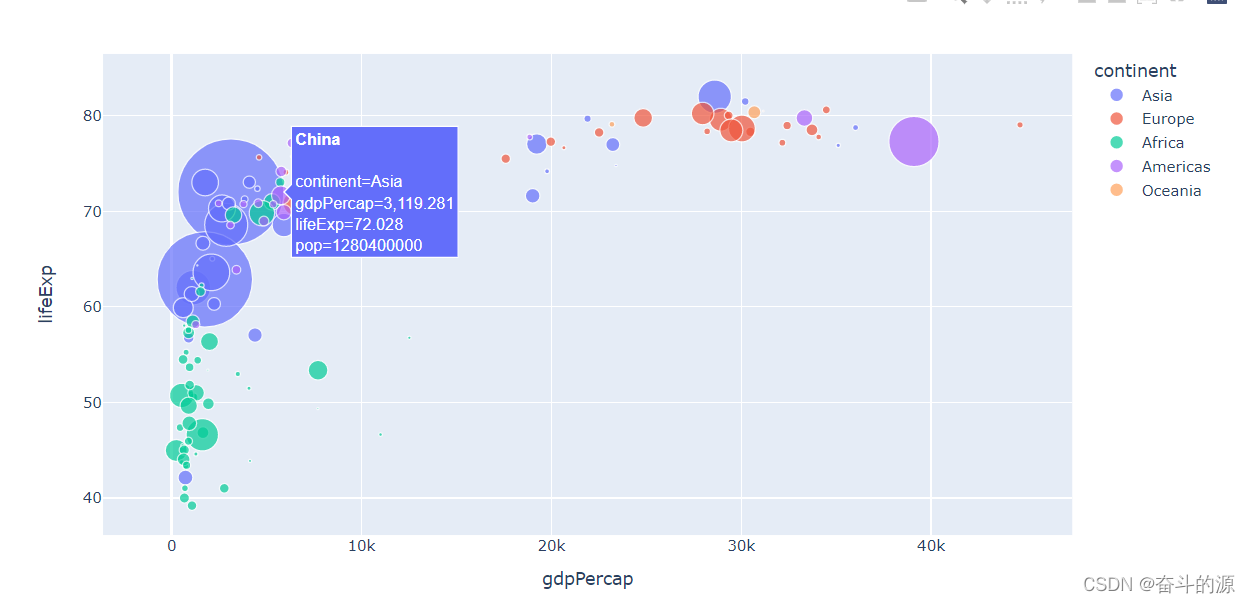 continent
Asia
Europe
Africa
Americas
Oceania
China
continent=Asia
gdpPercap=3,119.281
lifeExp=72.028
pop=1280400000
lifeExp
80
70
60
50
40
0
10k
20k
30k
40k
gdpPercap
CSDN @奋斗的源